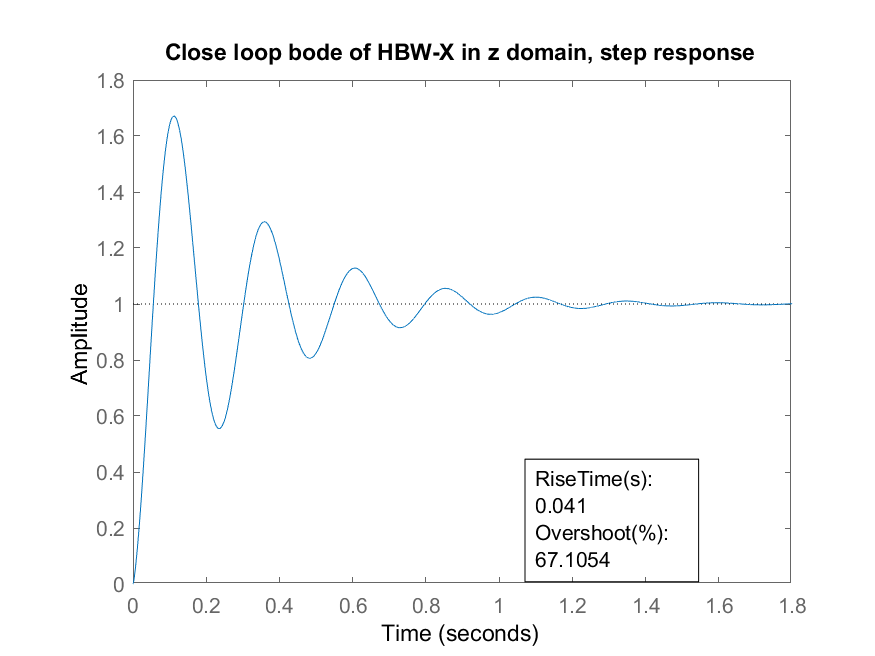 Close loop bode of HBW-X in z domain, step response
1.8
1.6
1.4
1.2
1
0.8
0.6
0.4
0.2
0
Amplitude
RiseTime(s):
0.041
Overshoot(%):
67.1054
0 0.2 0.4 0.6 0.8 1 1.2 1.4 1.6 1.8
Time (seconds)